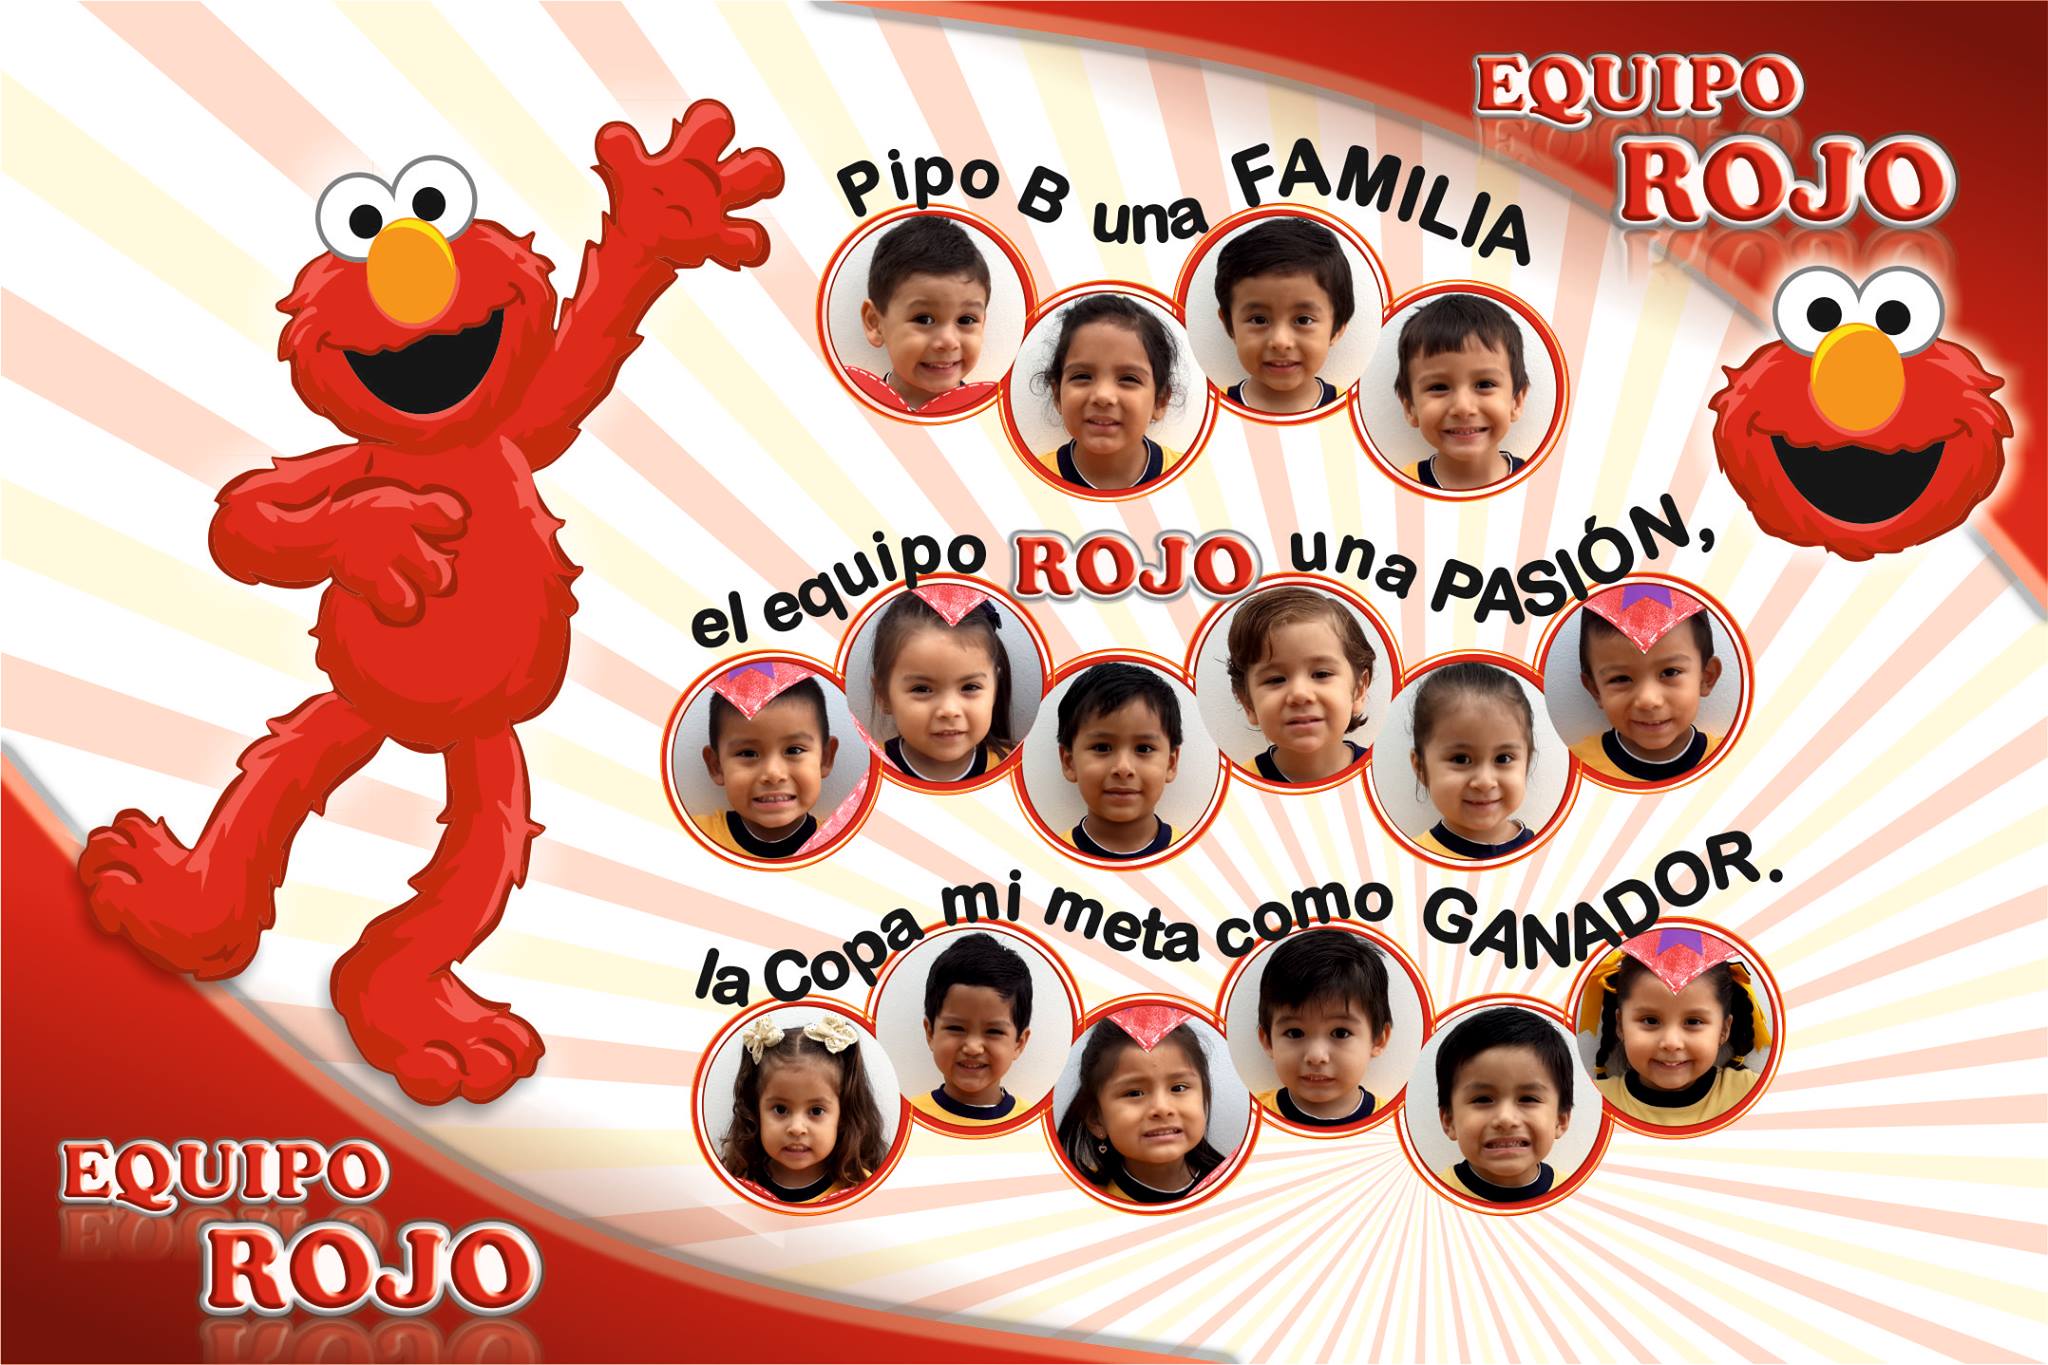 EQUIPO
ROJO
Pipo B una FAMILIA
el equipo ROJO una PASIÓN,
la Copa mi meta como GANADOR.
EQUIPO
ROJO